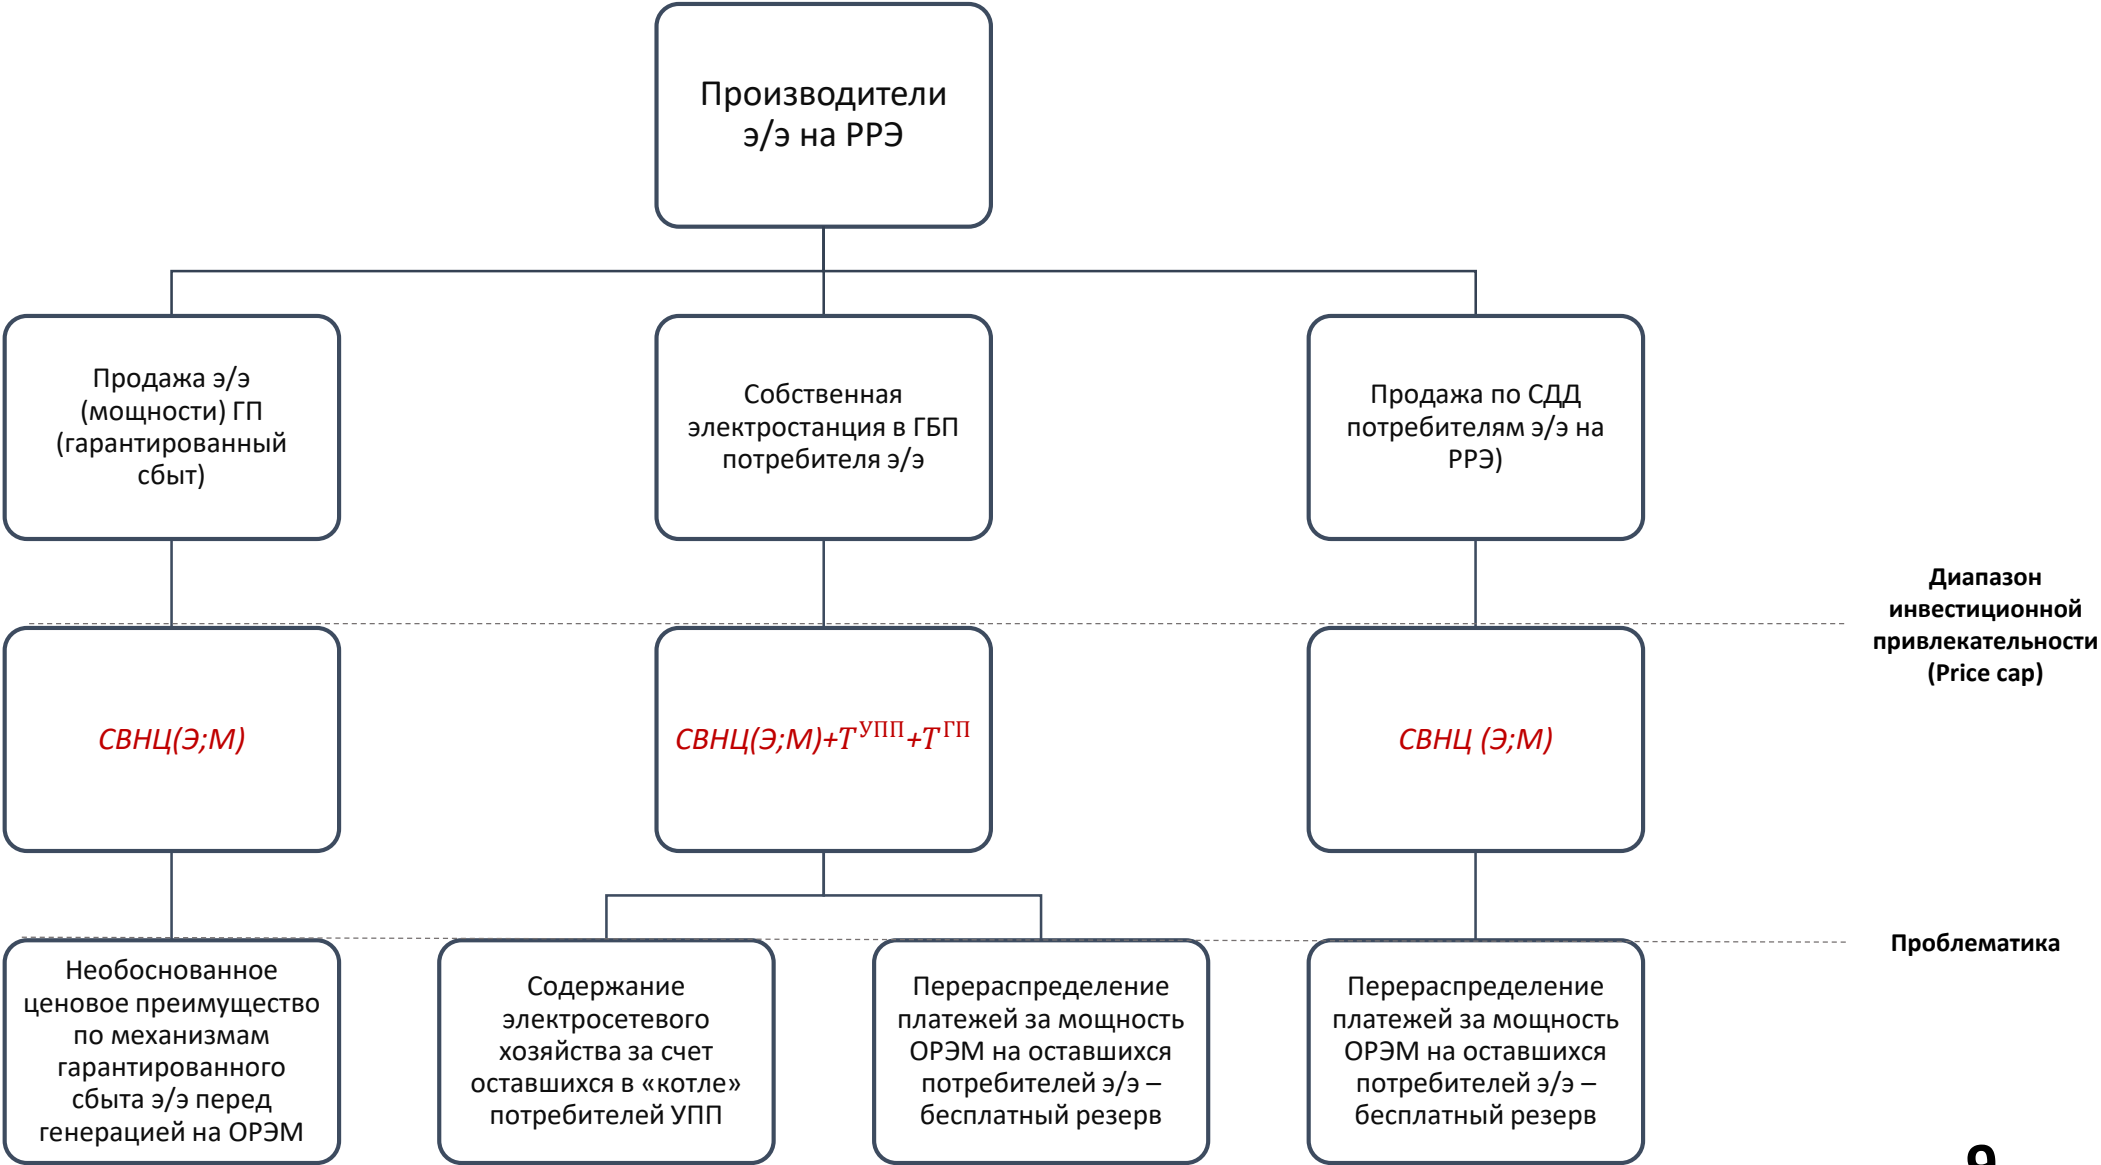 Производители
э/э на РРЭ
Продажа э/э
(мощности) ГП
(гарантированный
сбыт)
Собственная
электростанция в ГБП
потребителя э/э
Продажа по СДД
потребителям э/э на
РРЭ)
Диапазон
инвестиционной
привлекательности
(Price cap)
СВНЦ(Э;М)
СВНЦ(Э;М)+T^УПП+T^ГП
СВНЦ (Э;М)
Проблематика
Необоснованное
ценовое преимущество
по механизмам
гарантированного
сбыта э/э перед
генерацией на ОРЭМ
Содержание
электросетевого
хозяйства за счет
оставшихся в «котле»
потребителей УПП
Перераспределение
платежей за мощность
ОРЭМ на оставшихся
потребителей э/э –
бесплатный резерв
Перераспределение
платежей за мощность
ОРЭМ на оставшихся
потребителей э/э –
бесплатный резерв
9